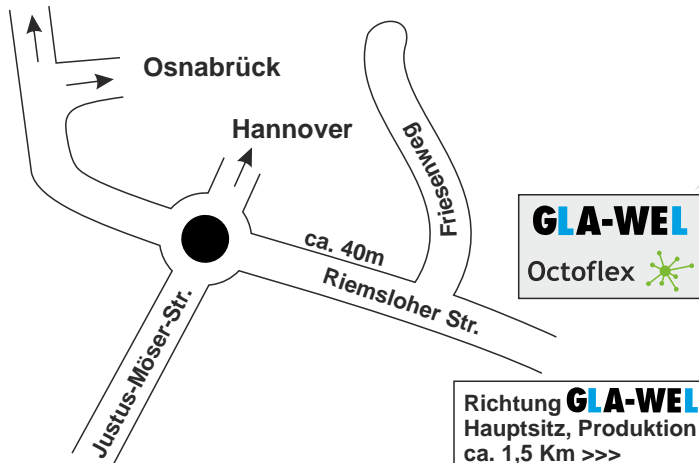 Osnabrück
Hannover
Friesenweg
ca. 40m
Riemsloher Str.
Justus-Möser-Str.
GLA-WEL
Octoflex
Richtung GLA-WEL
Hauptsitz, Produktion
ca. 1,5 Km >>>